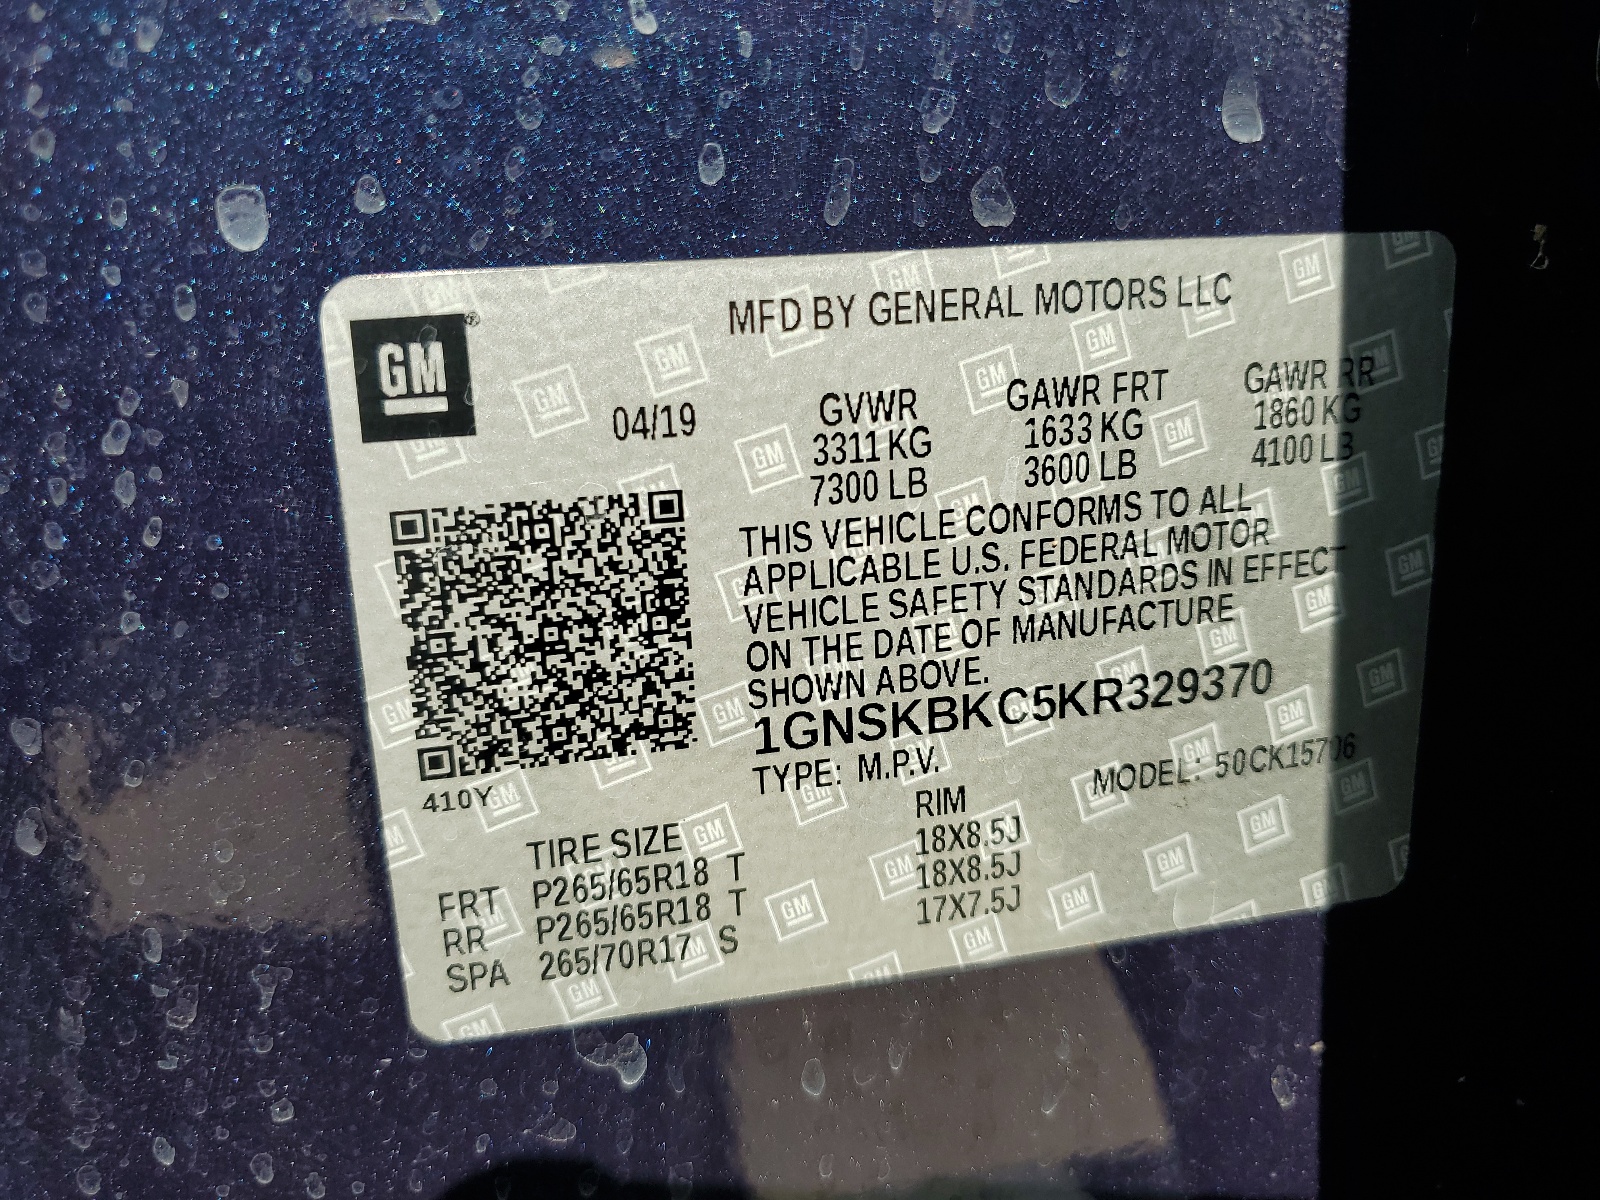 GM
MFD BY GENERAL MOTORS LLC
04/19
GVWR GAWR FRT GAWR RR
3311 KG 1633 KG 1860 KG
7300 LB 3600 LB 4100 LB
THIS VEHICLE CONFORMS TO ALL
APPLICABLE U.S. FEDERAL MOTOR
VEHICLE SAFETY STANDARDS IN EFFECT
ON THE DATE OF MANUFACTURE
SHOWN ABOVE.
1GNSKBKC5KR329370
TYPE: M.P.V. MODEL: 50CK15706
410Y
TIRE SIZE RIM
FRT P265/65R18 T 18X8.5J
RR P265/65R18 T 18X8.5J
SPA 265/70R17 S 17X7.5J